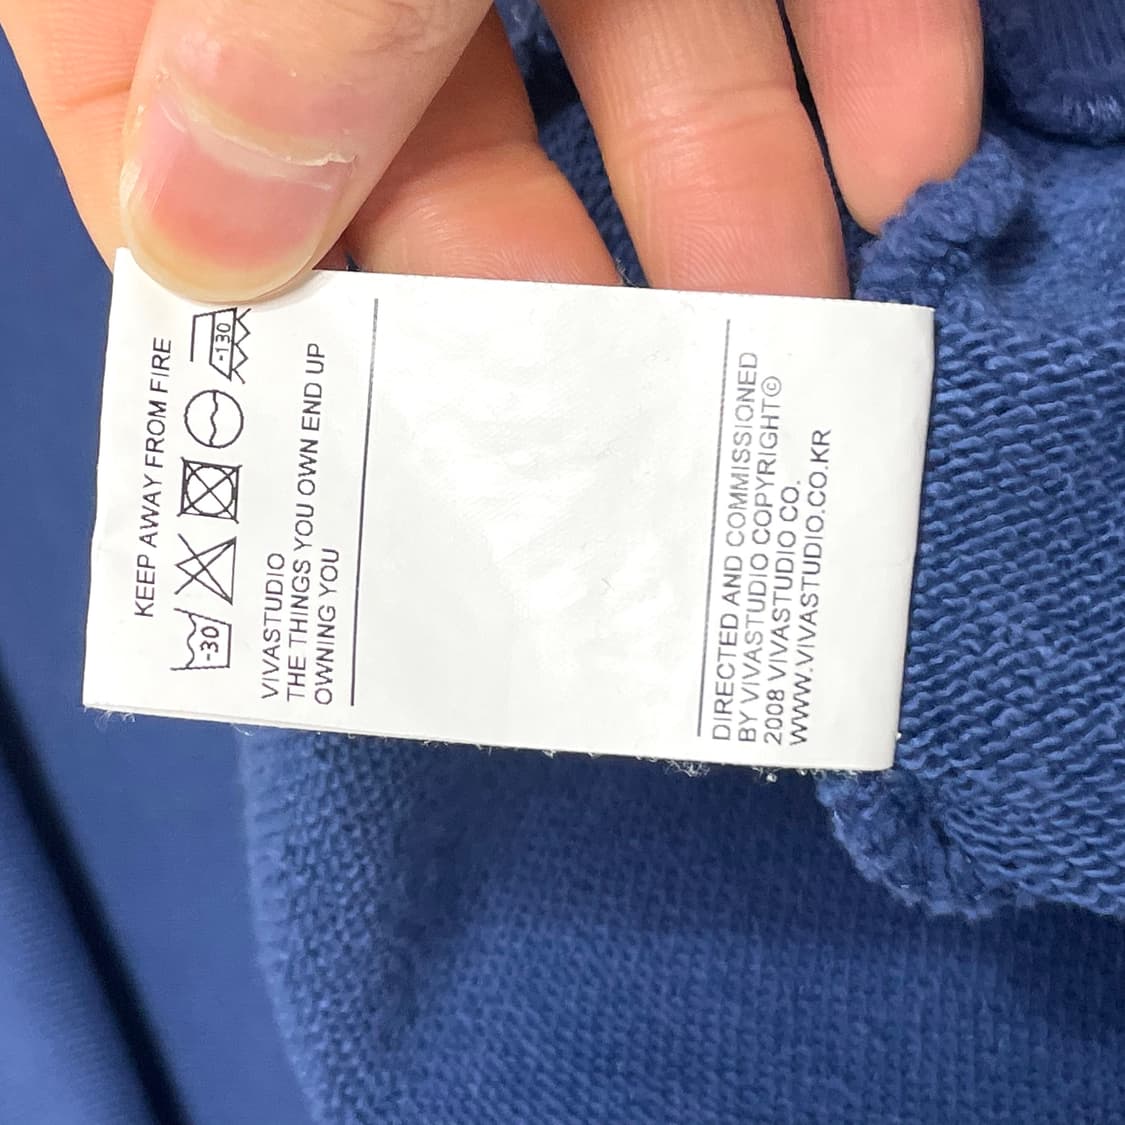 KEEP AWAY FROM FIRE
-30
-130
VIVASTUDIO
THE THINGS YOU OWN END UP
OWNING YOU
DIRECTED AND COMMISSIONED
BY VIVASTUDIO COPYRIGHT©
2008 VIVASTUDIO CO.
WWW.VIVASTUDIO.CO.KR